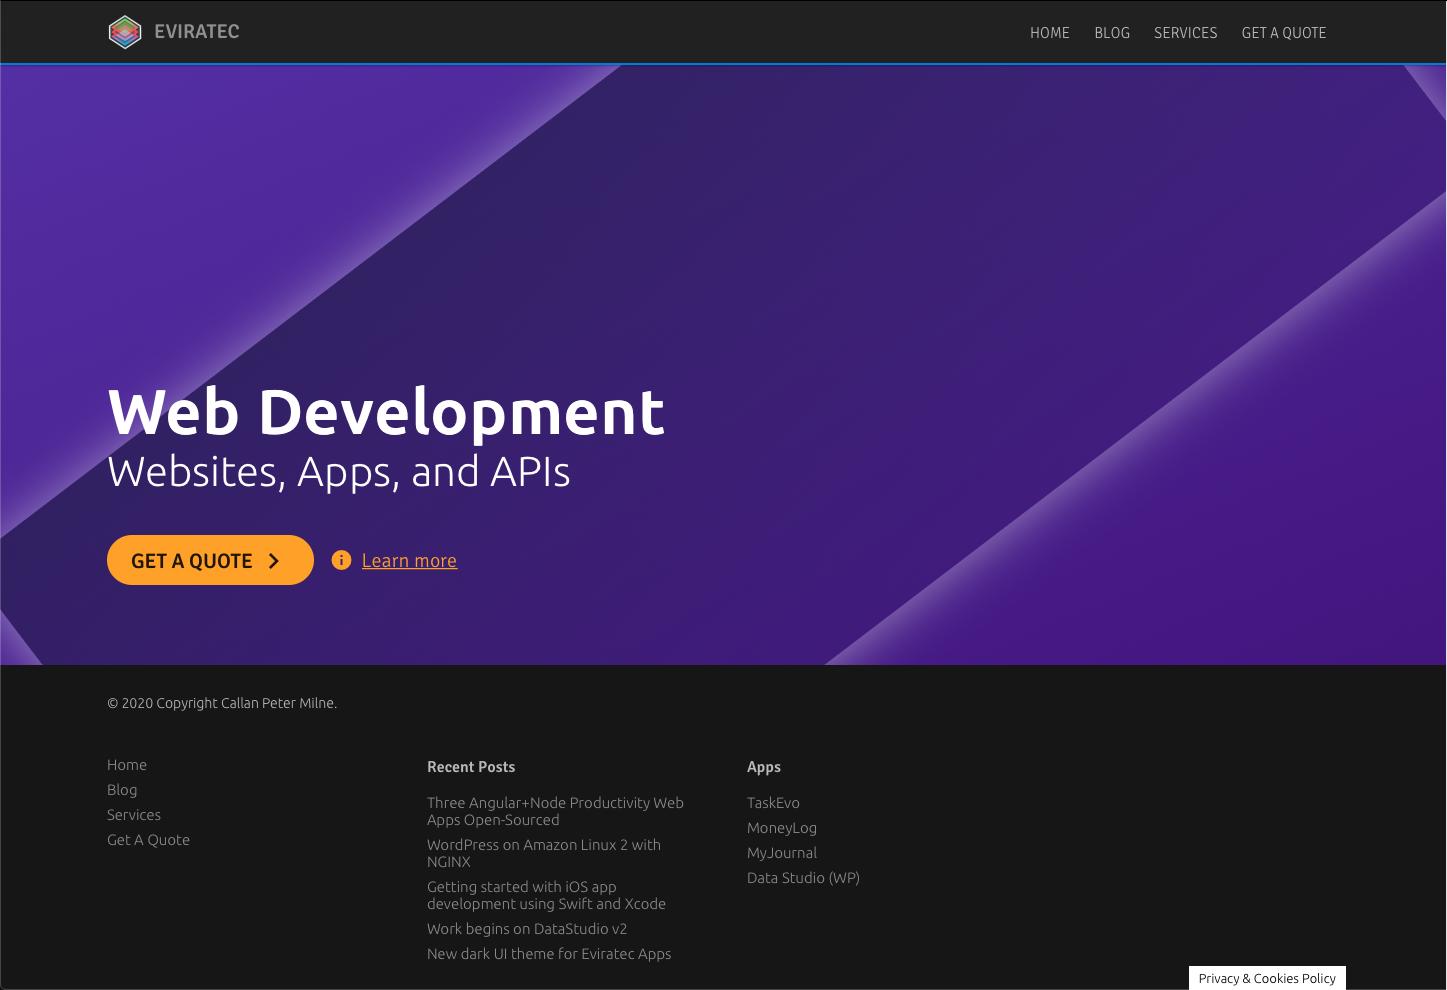 EVIRATEC
HOME BLOG SERVICES GET A QUOTE
Web Development
Websites, Apps, and APIs
GET A QUOTE
Learn more
© 2020 Copyright Callan Peter Milne.
Home
Blog
Services
Get A Quote
Recent Posts
Three Angular+Node Productivity Web
Apps Open-Sourced
WordPress on Amazon Linux 2 with
NGINX
Getting started with iOS app
development using Swift and Xcode
Work begins on DataStudio v2
New dark UI theme for Eviratec Apps
Apps
TaskEvo
MoneyLog
MyJournal
Data Studio (WP)
Privacy & Cookies Policy